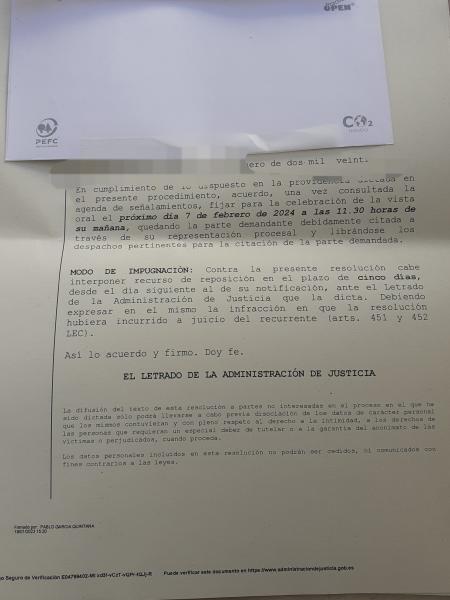 OPEN
PEFC
CO2
nero de dos mil veint.
En cumplimiento de lo dispuesto en la providencia dictada en
el presente procedimiento, acuerdo, una vez consultada la
agenda de señalamientos, fijar para la celebración de la vista
oral el próximo día 7 de febrero de 2024 a las 11.30 horas de
su mañana, quedando la parte demandante debidamente citada a
través de su representación procesal y librándose los
despachos pertinentes para la citación de la parte demandada.
MODO DE IMPUGNACIÓN: Contra la presente resolución cabe
interponer recurso de reposición en el plazo de cinco días,
desde el día siguiente al de su notificación, ante el Letrado
de la Administración de Justicia que la dicta. Debiendo
expresar en el mismo la infracción en que la resolución
hubiera incurrido a juicio del recurrente (arts. 451 y 452
LEC).
Así lo acuerdo y firmo. Doy fe.
EL LETRADO DE LA ADMINISTRACIÓN DE JUSTICIA
La difusión del texto de esta resolución a partes no interesadas en el proceso en el que ha
sido dictada sólo podrá llevarse a cabo previa disociación de los datos de carácter personal
que los mismos contuvieran y con pleno respeto al derecho a la intimidad, a los derechos de
las personas que requieran un especial deber de tutelar o a la garantía del anonimato de las
víctimas o perjudicados, cuando proceda.
Los datos personales incluidos en esta resolución no podrán ser cedidos, ni comunicados con
fines contrarios a las leyes.
Firmado por: PABLO GARCIA QUINTANA
o Seguro de Verificación Puede verificar este documento en https://www.administraciondejusticia.gob.es